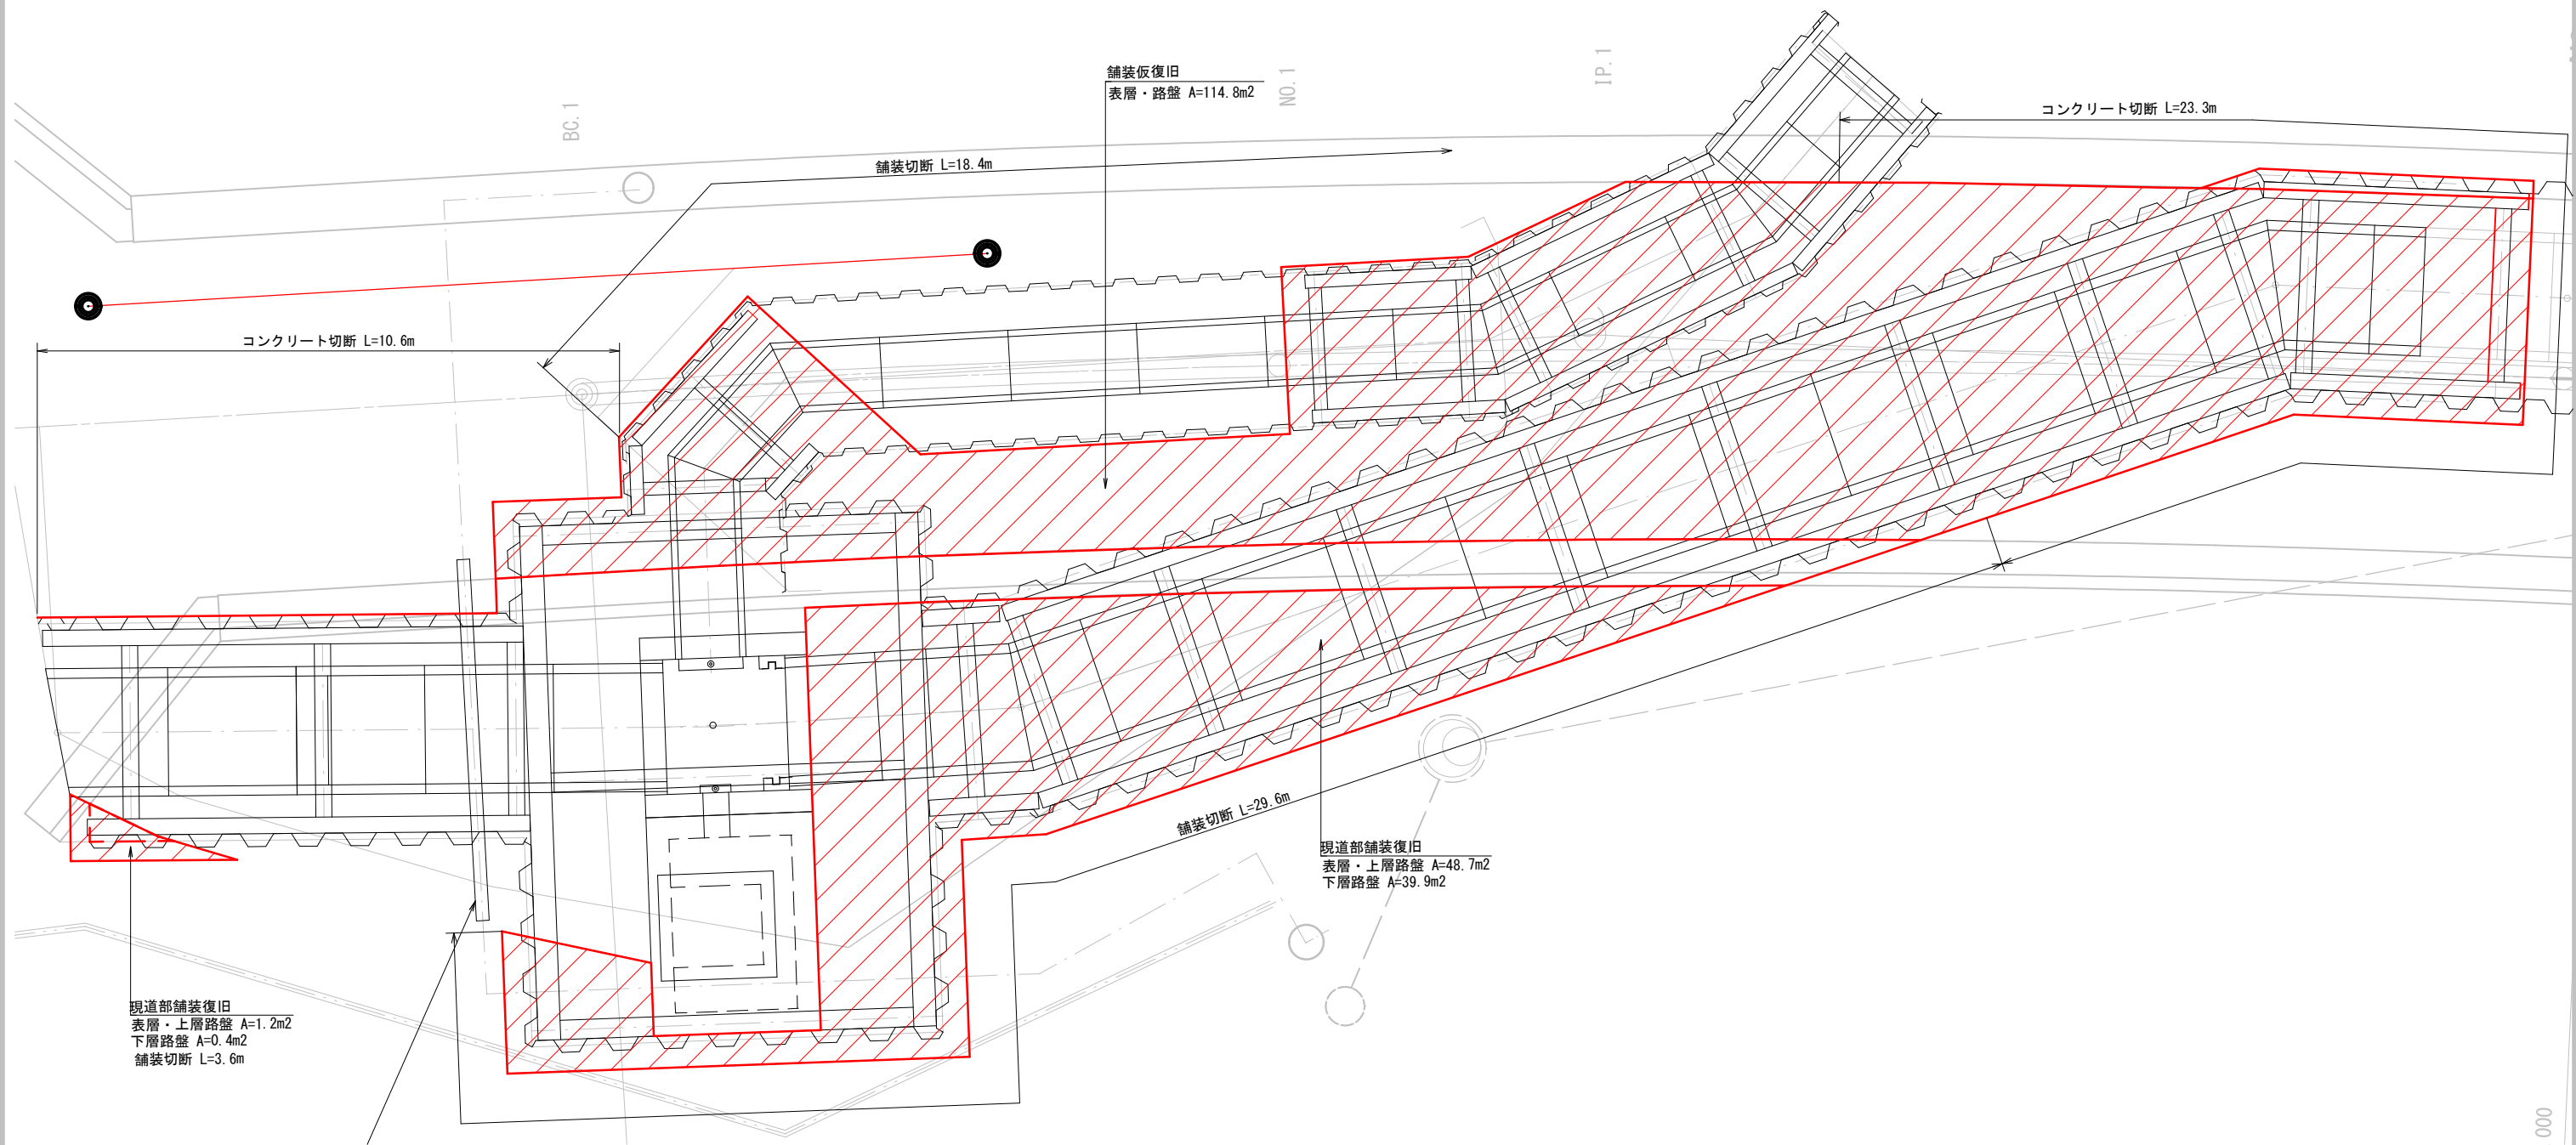 舗装仮復旧
表層・路盤 A=114.8m2
BC.1
NO.1
IP.1
コンクリート切断 L=23.3m
舗装切断 L=18.4m
コンクリート切断 L=10.6m
舗装切断 L=29.6m
現道部舗装復旧
表層・上層路盤 A=48.7m2
下層路盤 A=39.9m2
現道部舗装復旧
表層・上層路盤 A=1.2m2
下層路盤 A=0.4m2
舗装切断 L=3.6m
000